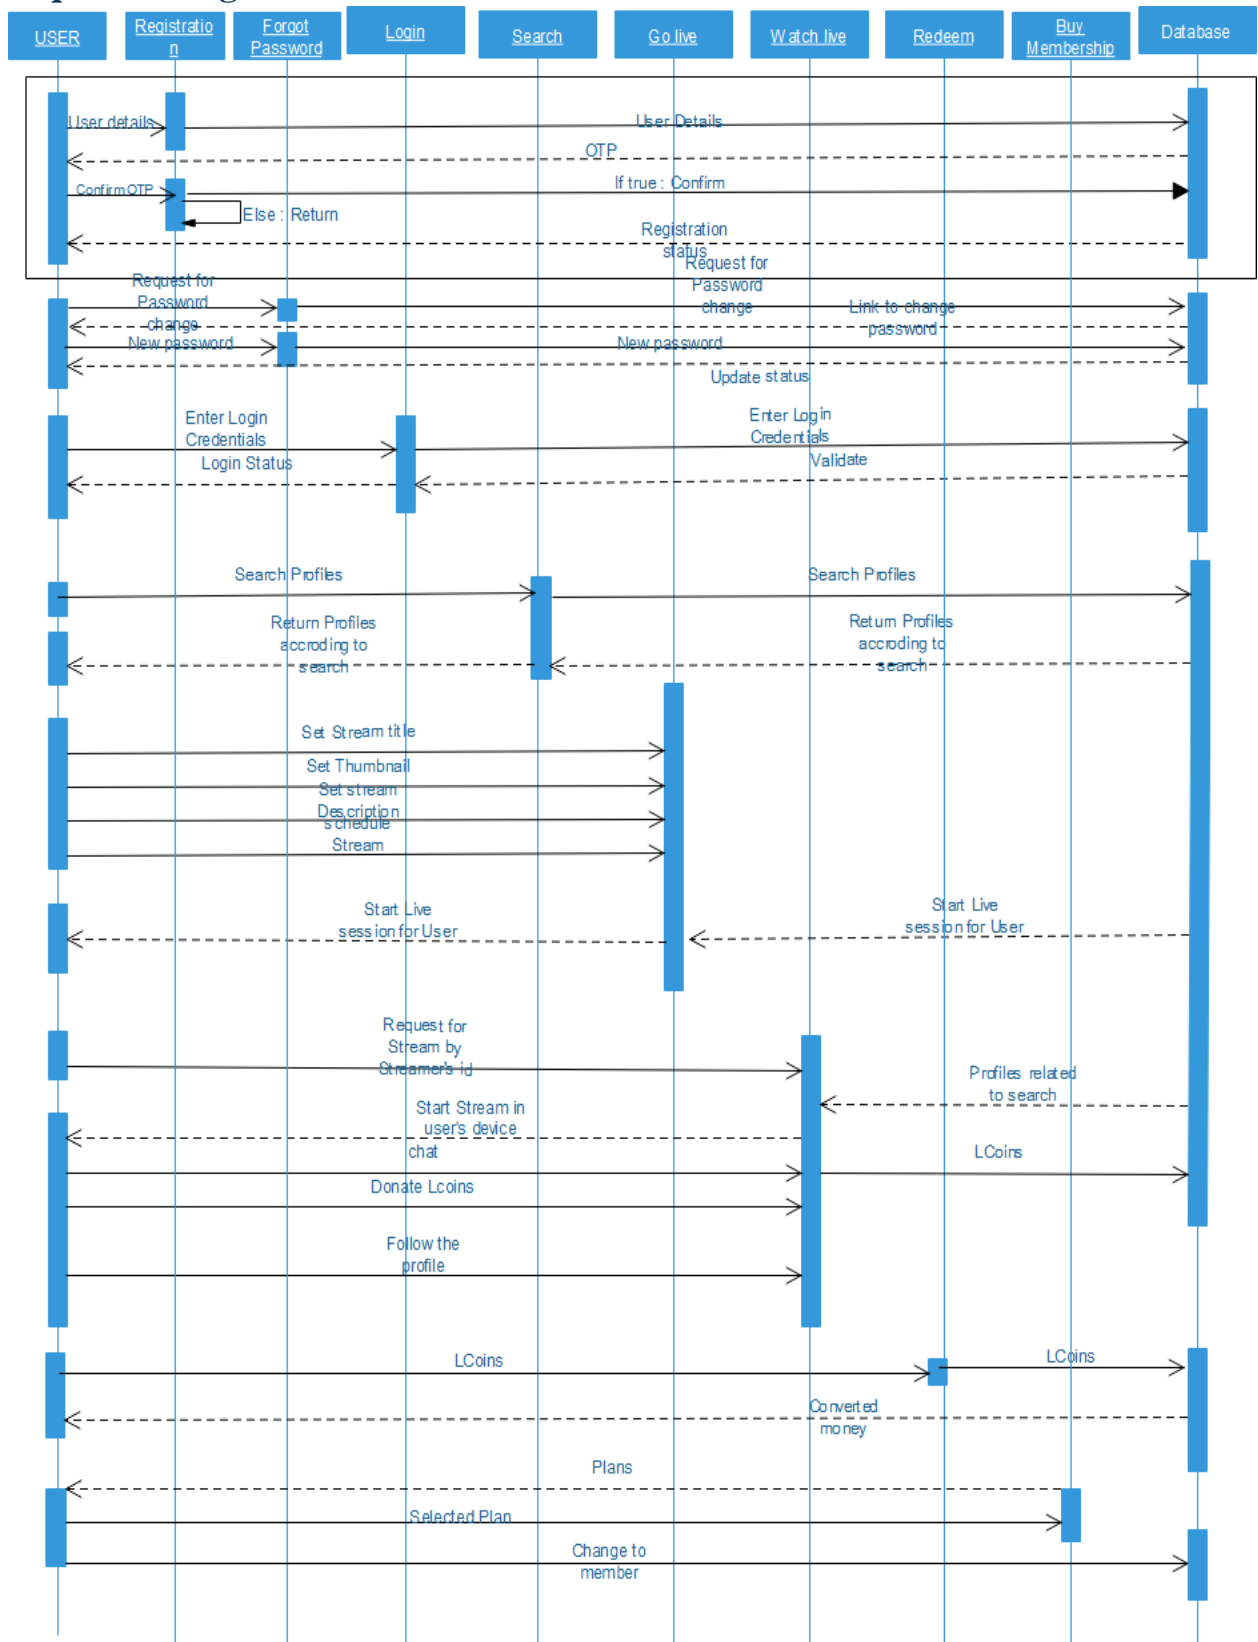 USER
Registratio
n
Forgot
Password
Login
Search
Go live
Watch live
Redeem
Buy
Membership
Database
User details
User Details
OTP
Confirm OTP
If true : Confirm
Else : Return
Registration
status
Request for
Password
change
Request for
Password
change
Link to change
password
New password
New password
Update status
Enter Login
Credentials
Enter Login
Credentials
Login Status
Validate
Search Profiles
Search Profiles
Return Profiles
accroding to
search
Return Profiles
accroding to
search
Set Stream title
Set Thumbnail
Set stream
Description
schedule
Stream
Start Live
session for User
Start Live
session for User
Request for
Stream by
Streamer's id
Profiles related
to search
Start Stream in
user's device
chat
LCoins
Donate Lcoins
Follow the
profile
LCoins
LCoins
Converted
money
Plans
Selected Plan
Change to
member